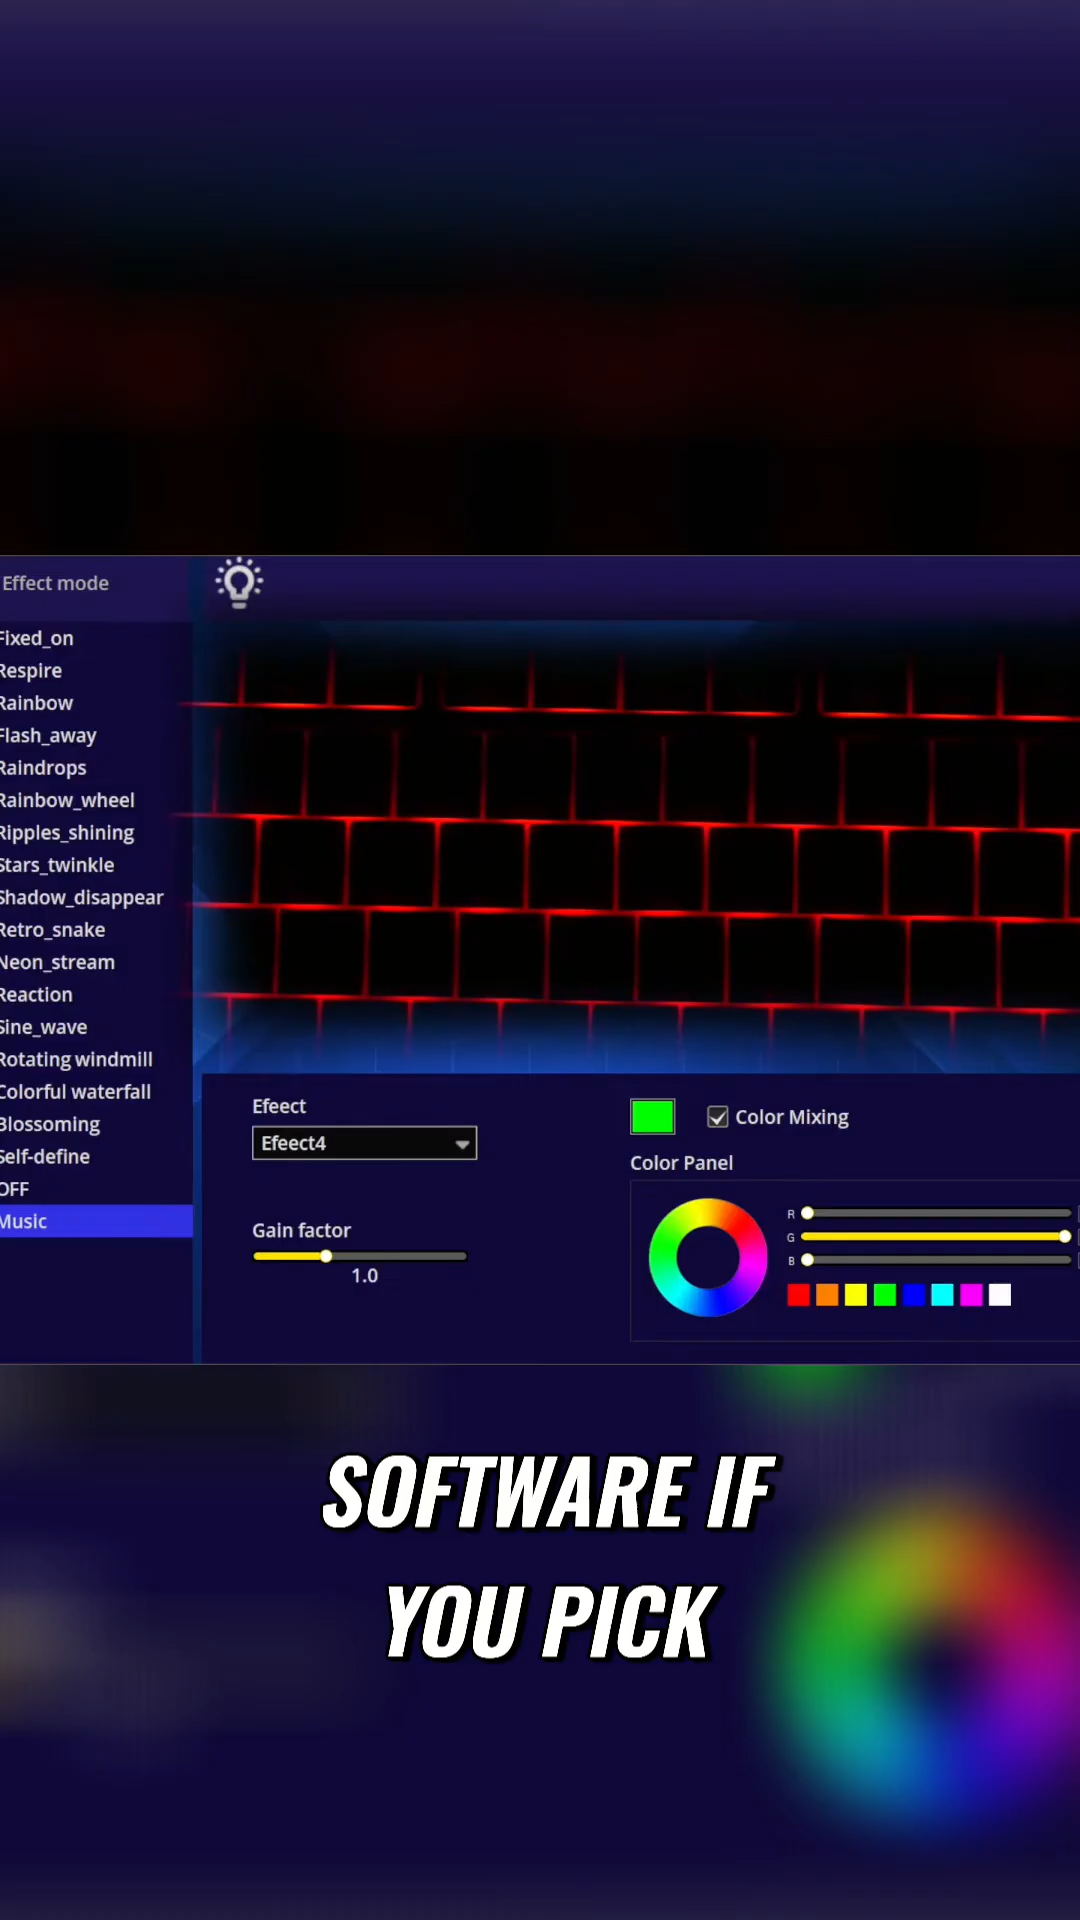 Effect mode
Fixed_on
Respire
Rainbow
Flash_away
Raindrops
Rainbow_wheel
Ripples_shining
Stars_twinkle
Shadow_disappear
Retro_snake
Neon_stream
Reaction
Sine_wave
Rotating windmill
Colorful waterfall
Blossoming
Self-define
OFF
Music
Efeect
Efeect4
Gain factor
1.0
Color Mixing
Color Panel
R
G
B
SOFTWARE IF
YOU PICK